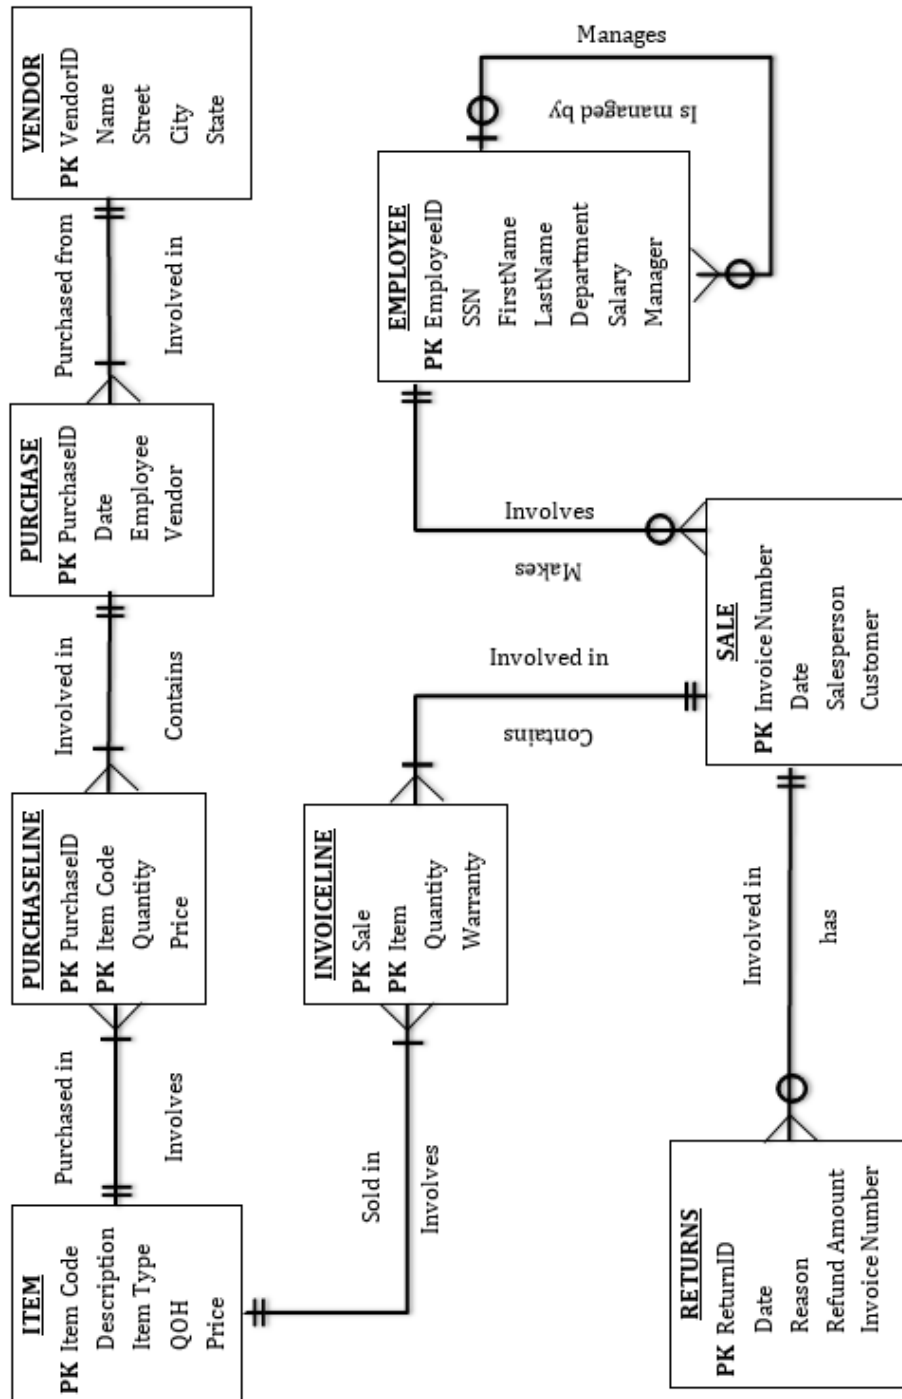 ITEM
PK Item Code
Description
Item Type
QOH
Price
Purchased in
Involves
PURCHASELINE
PK PurchaseID
PK Item Code
Quantity
Price
Involved in
Contains
PURCHASE
PK PurchaseID
Date
Employee
Vendor
Purchased from
Involved in
VENDOR
PK VendorID
Name
Street
City
State
Sold in
Involves
INVOICELINE
PK Sale
PK Item
Quantity
Warranty
Involved in
Contains
EMPLOYEE
PK EmployeeID
SSN
FirstName
LastName
Department
Salary
Manager
Manages
Is managed by
Involves
Makes
RETURNS
PK ReturnID
Date
Reason
Refund Amount
Invoice Number
Involved in
has
SALE
PK Invoice Number
Date
Salesperson
Customer